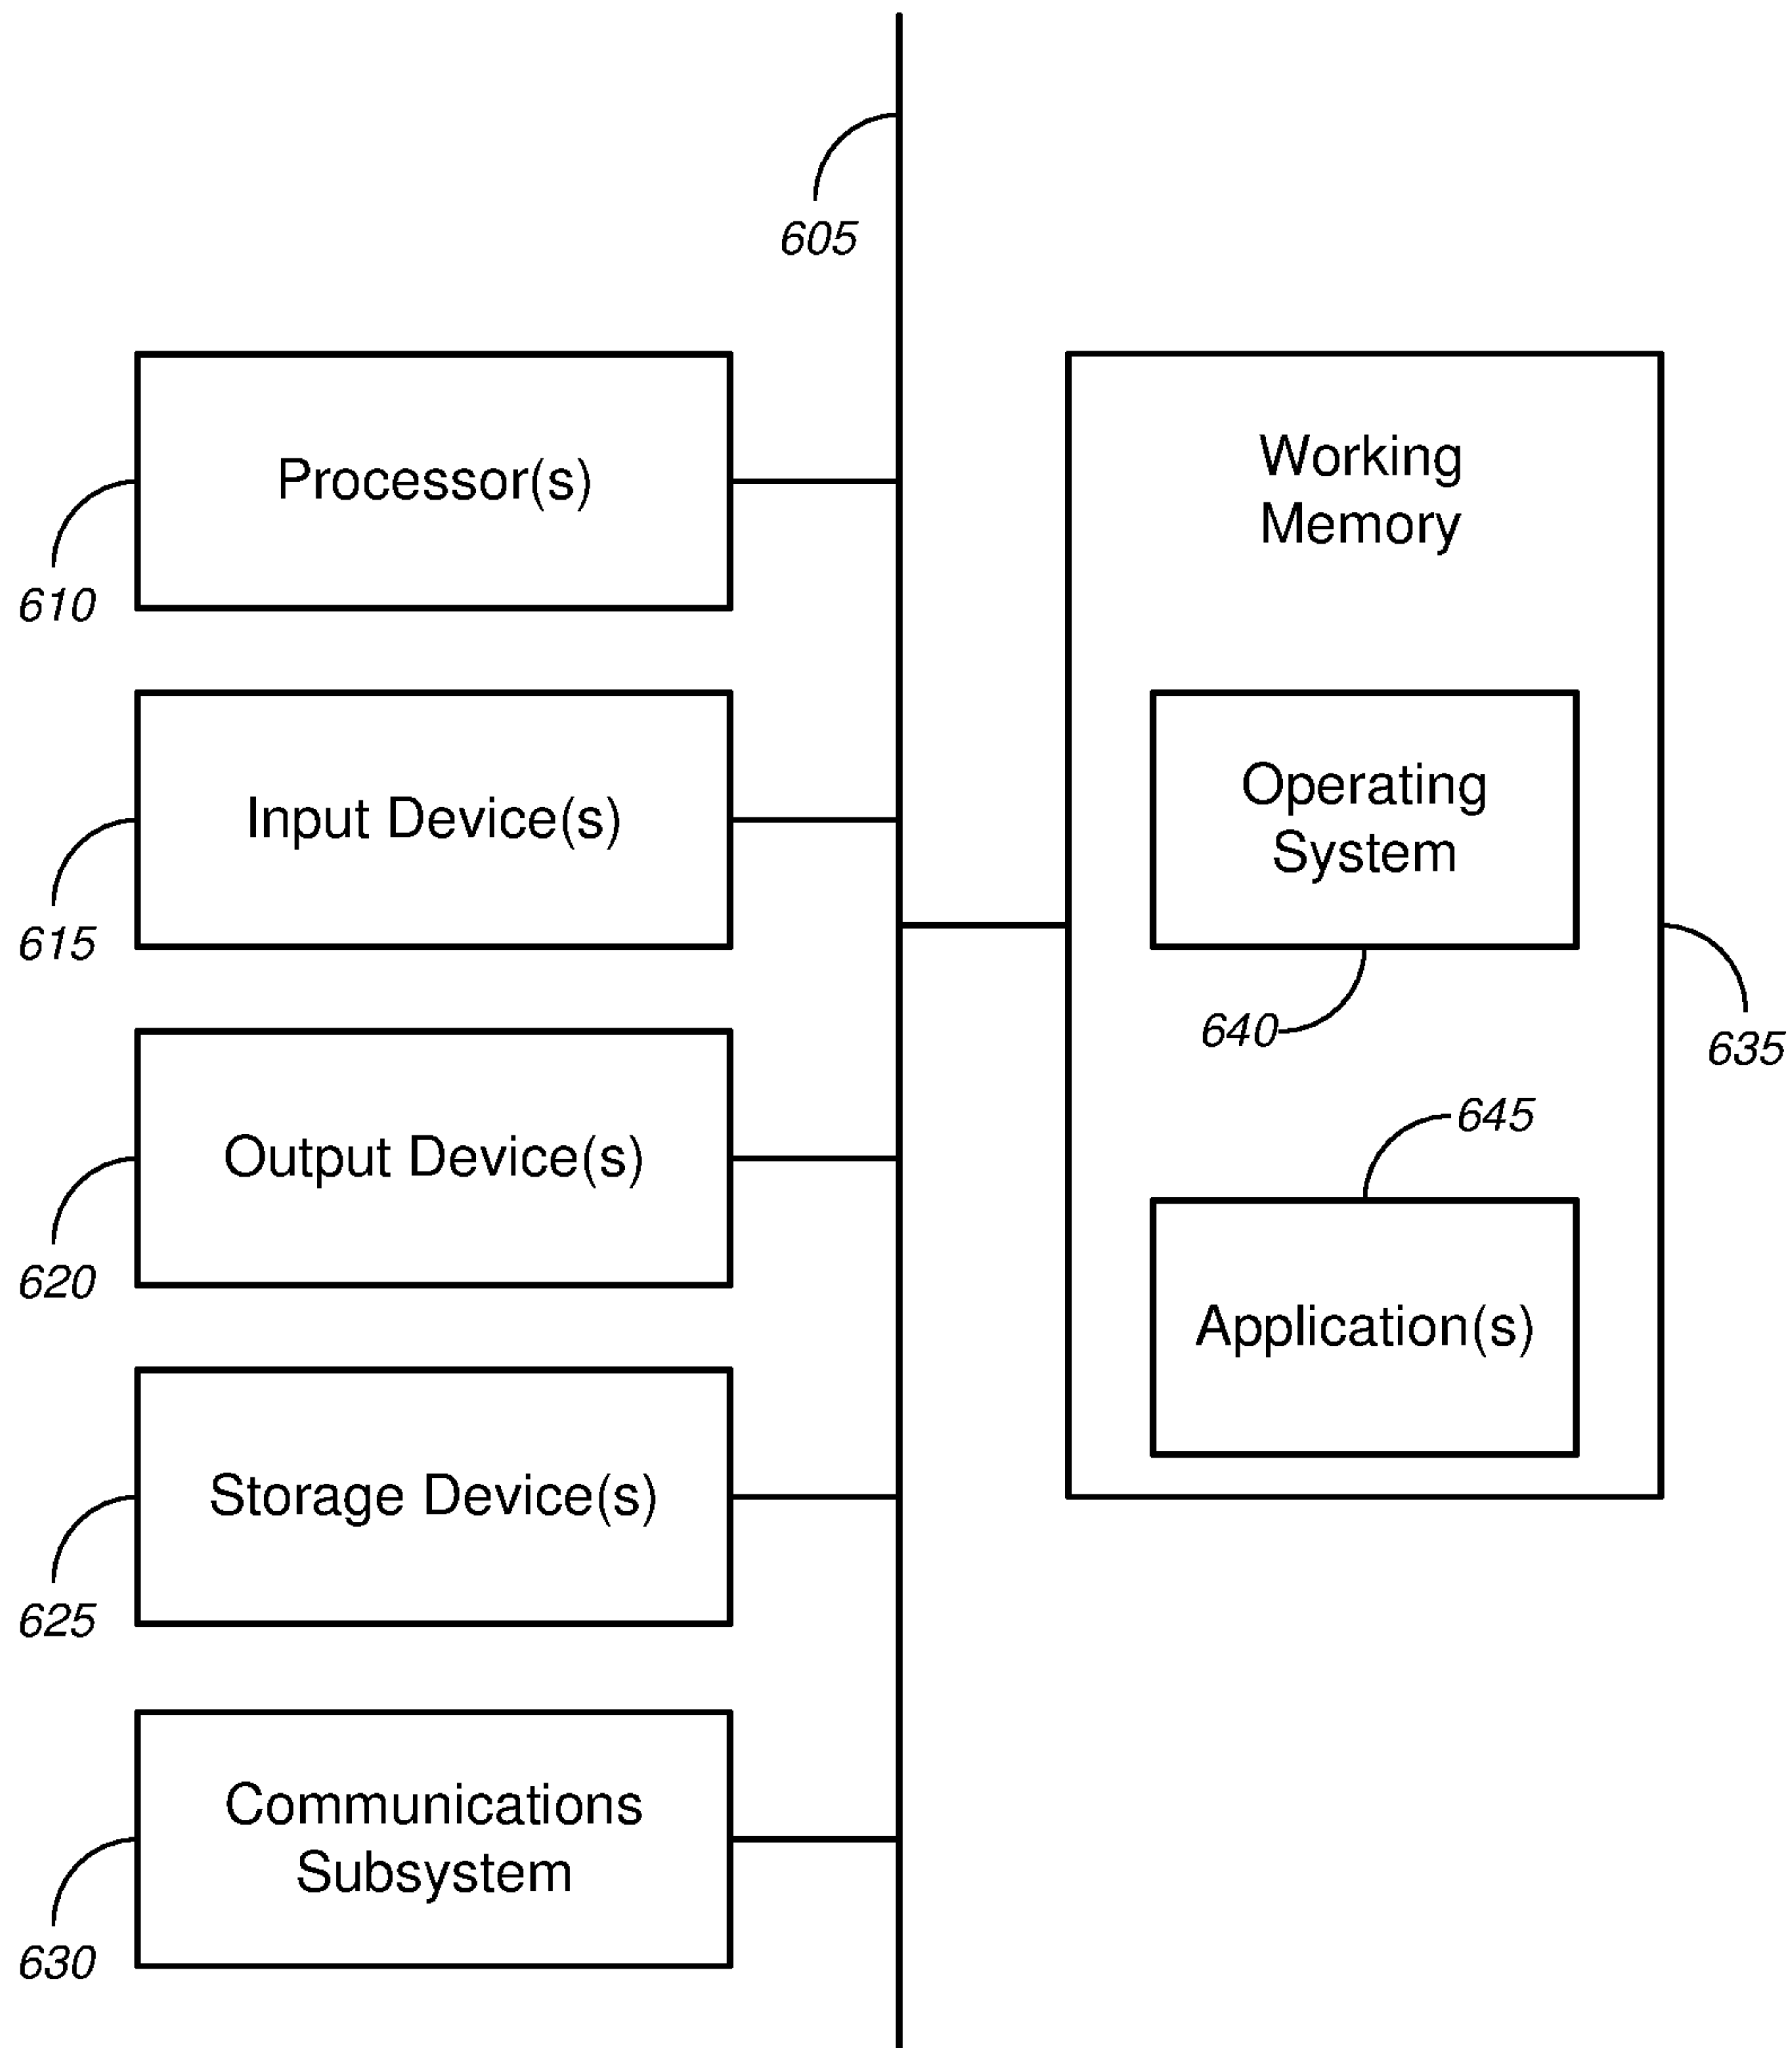 605
Processor(s)
610
Input Device(s)
615
Output Device(s)
620
Storage Device(s)
625
Communications
Subsystem
630
Working
Memory
Operating
System
640
635
645
Application(s)